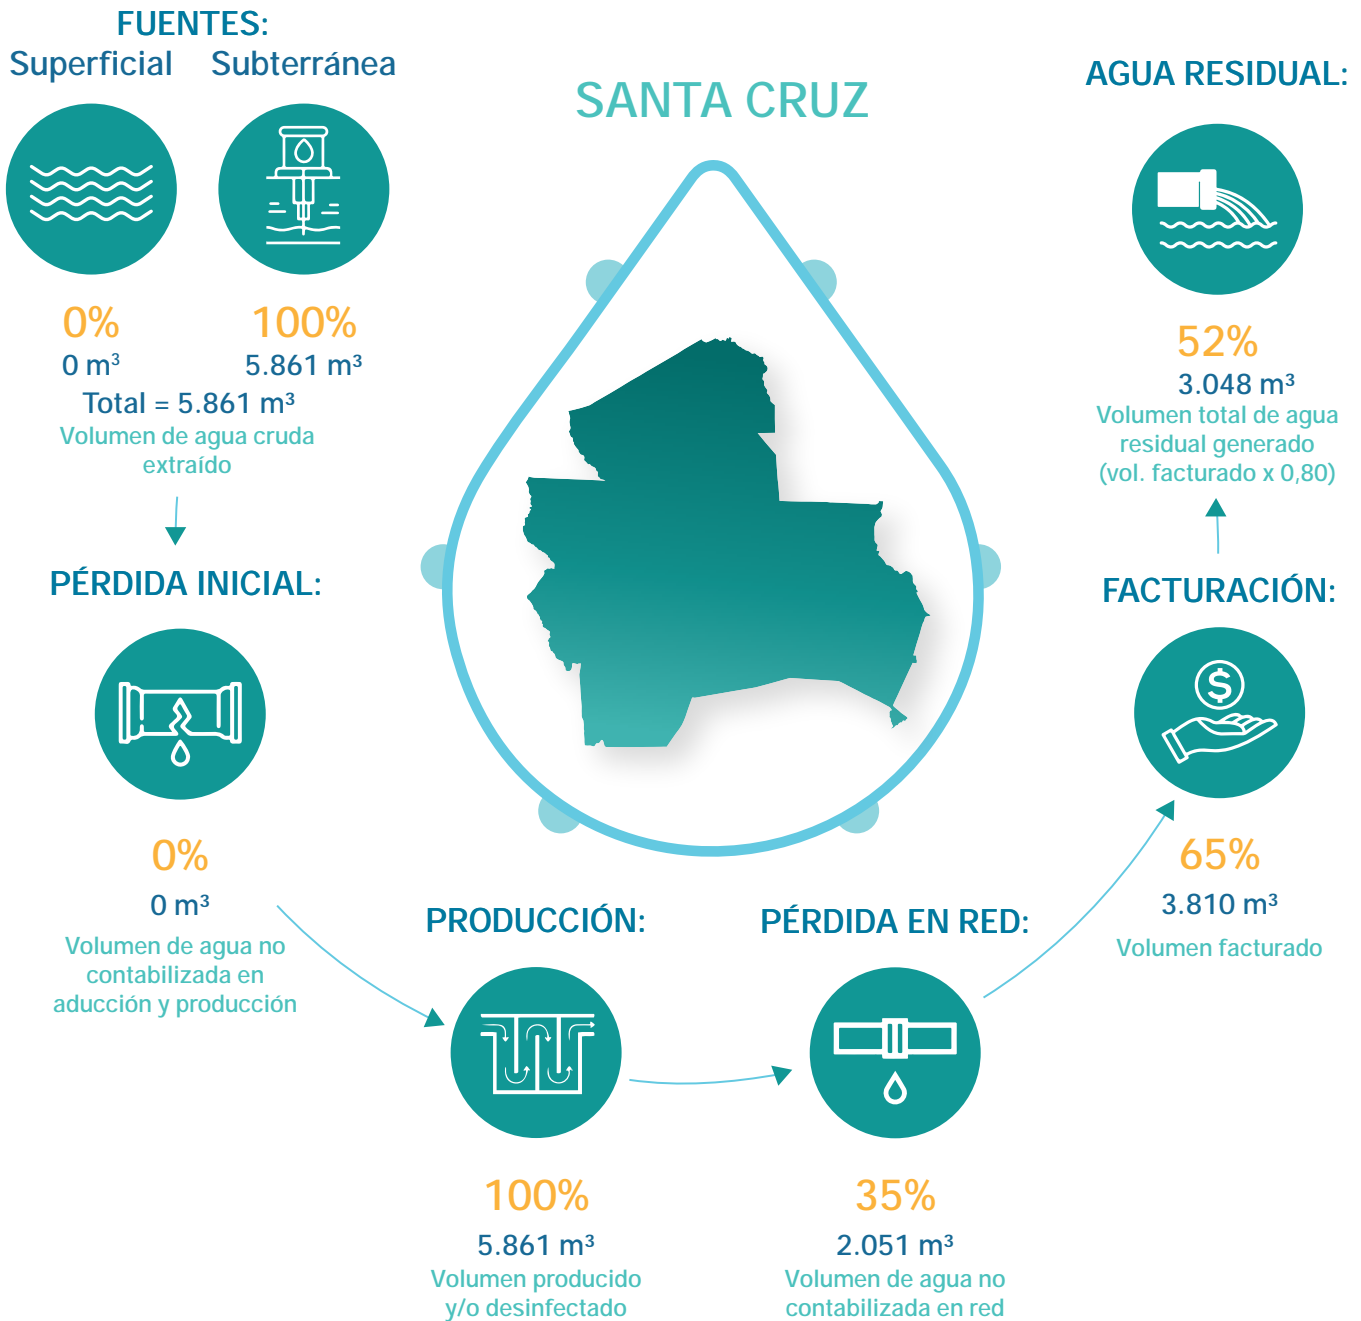 FUENTES:
Superficial Subterránea
0% 100%
0 m³ 5.861 m³
Total = 5.861 m³
Volumen de agua cruda
extraído
PÉRDIDA INICIAL:
0%
0 m³
Volumen de agua no
contabilizada en
aducción y producción
SANTA CRUZ
PRODUCCIÓN:
100%
5.861 m³
Volumen producido
y/o desinfectado
PÉRDIDA EN RED:
35%
2.051 m³
Volumen de agua no
contabilizada en red
FACTURACIÓN:
$
65%
3.810 m³
Volumen facturado
AGUA RESIDUAL:
52%
3.048 m³
Volumen total de agua
residual generado
(vol. facturado x 0,80)